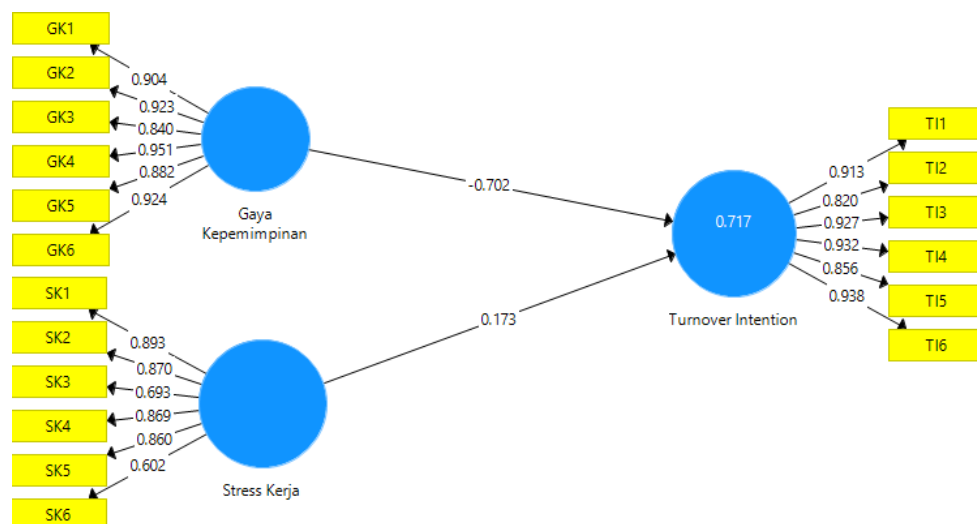 GK1
GK2
GK3
GK4
GK5
GK6
0.904
0.923
0.840
0.951
0.882
0.924
Gaya
Kepemimpinan
SK1
SK2
SK3
SK4
SK5
SK6
0.893
0.870
0.693
0.869
0.860
0.602
Stress Kerja
-0.702
0.173
0.717
Turnover Intention
0.913
0.820
0.927
0.932
0.856
0.938
TI1
TI2
TI3
TI4
TI5
TI6